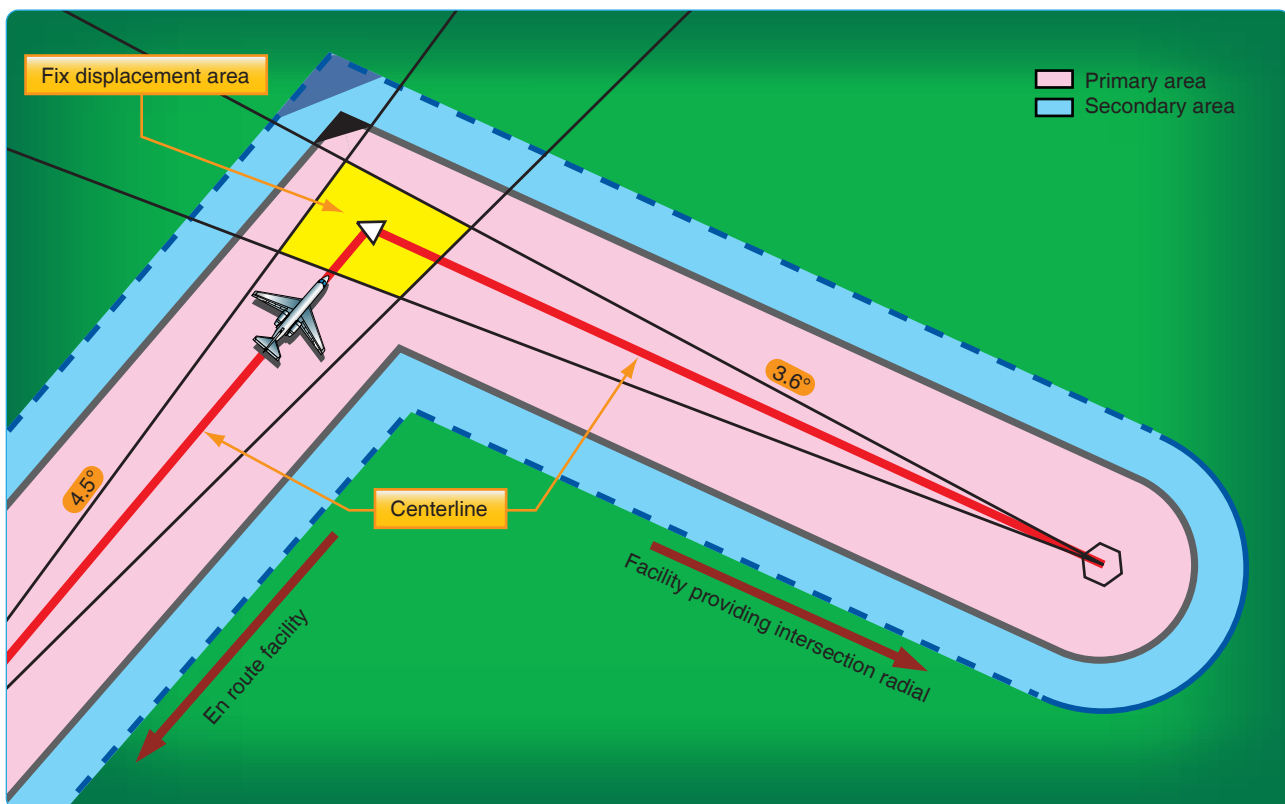 Fix displacement area
Primary area
Secondary area
3.6°
4.5°
Centerline
Facility providing intersection radial
En route facility